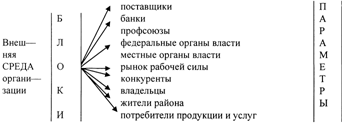 Внеш—
няя
СРЕДА
органи—
зации
Б
Л
О
К
И
поставщики
банки
профсоюзы
федеральные органы власти
местные органы власти
рынок рабочей силы
конкуренты
владельцы
жители района
потребители продукции и услуг
П
А
Р
А
М
Е
Т
Р
Ы